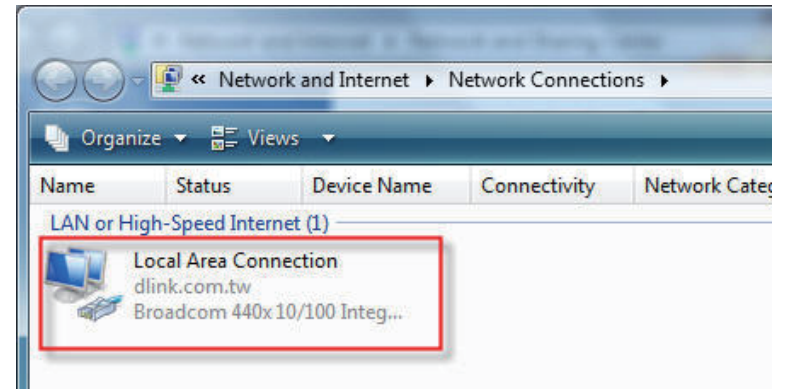 « Network and Internet ▸ Network Connections ▸
Organize Views
Name Status Device Name Connectivity Network Categ
LAN or High-Speed Internet (1)
Local Area Connection
dlink.com.tw
Broadcom 440x 10/100 Integ...